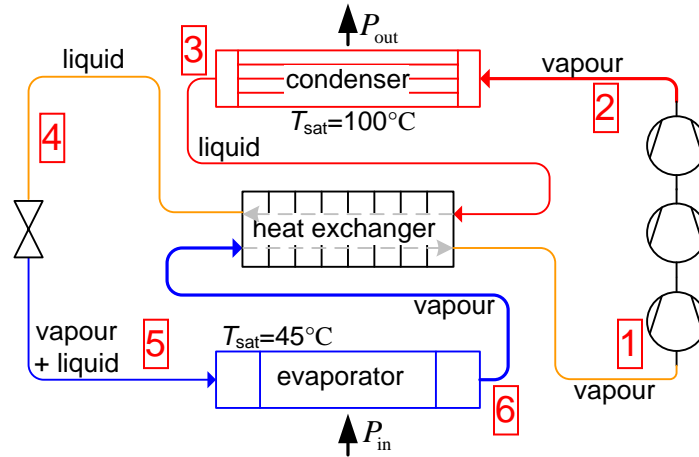 P_out
3
liquid
condenser
vapour
2
T_sat=100°C
4
liquid
heat exchanger
vapour
T_sat=45°C
vapour
+ liquid
5
evaporator
1
vapour
6
P_in